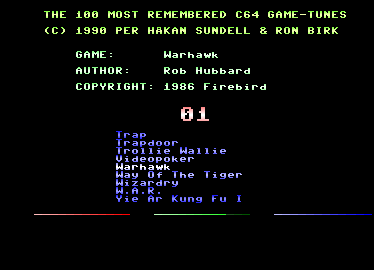 THE 100 MOST REMEMBERED C64 GAME-TUNES
(C) 1990 PER HAKAN SUNDELL & RON BIRK
GAME: Warhawk
AUTHOR: Rob Hubbard
COPYRIGHT: 1986 Firebird
01
Trap
Trapdoor
Trollie Wallie
Videopoker
Warhawk
Way Of The Tiger
Wizardry
W.A.R.
Yie Ar Kung Fu I